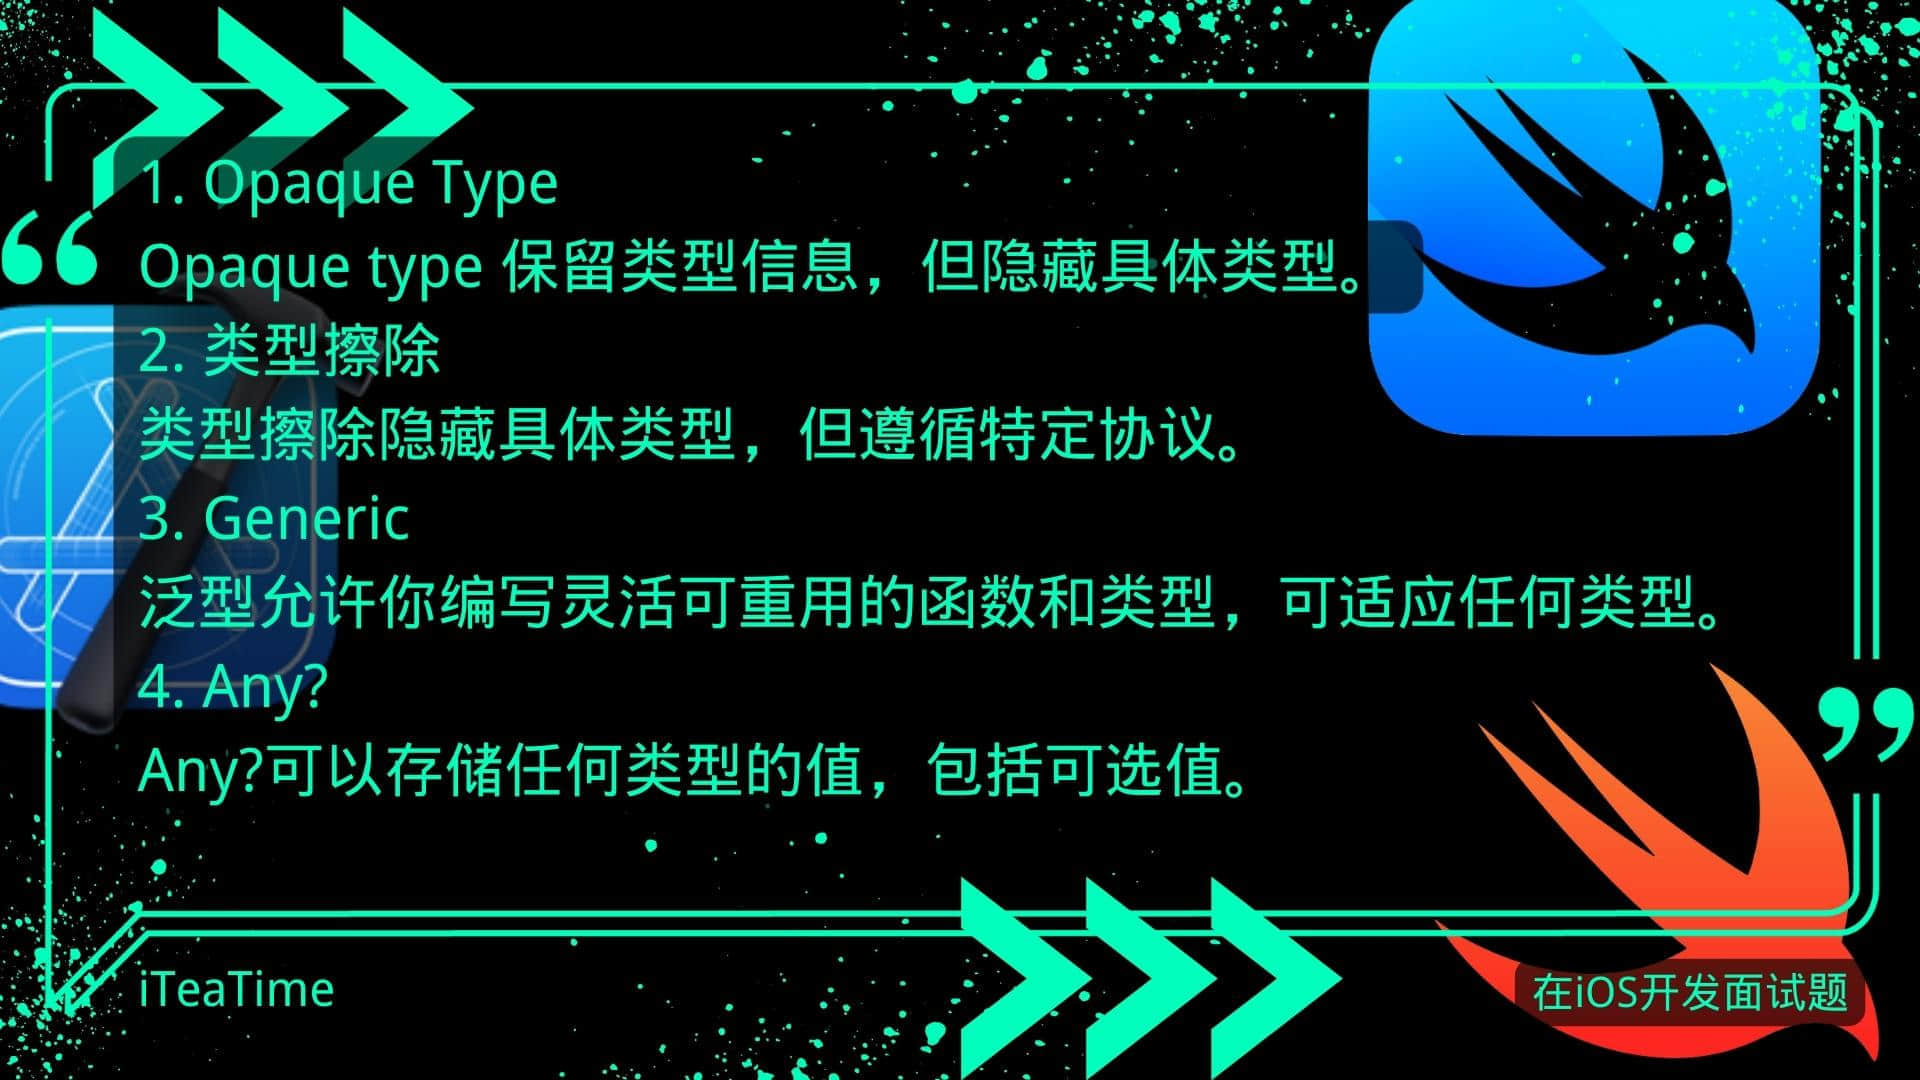 1. Opaque Type
Opaque type 保留类型信息，但隐藏具体类型。
2. 类型擦除
类型擦除隐藏具体类型，但遵循特定协议。
3. Generic
泛型允许你编写灵活可重用的函数和类型，可适应任何类型。
4. Any?
Any?可以存储任何类型的值，包括可选值。
iTeaTime
在iOS开发面试题